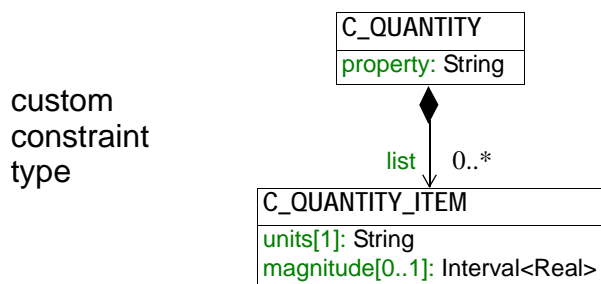 C_QUANTITY
property: String
custom
constraint
type
list 0..*
C_QUANTITY_ITEM
units[1]: String
magnitude[0..1]: Interval<Real>